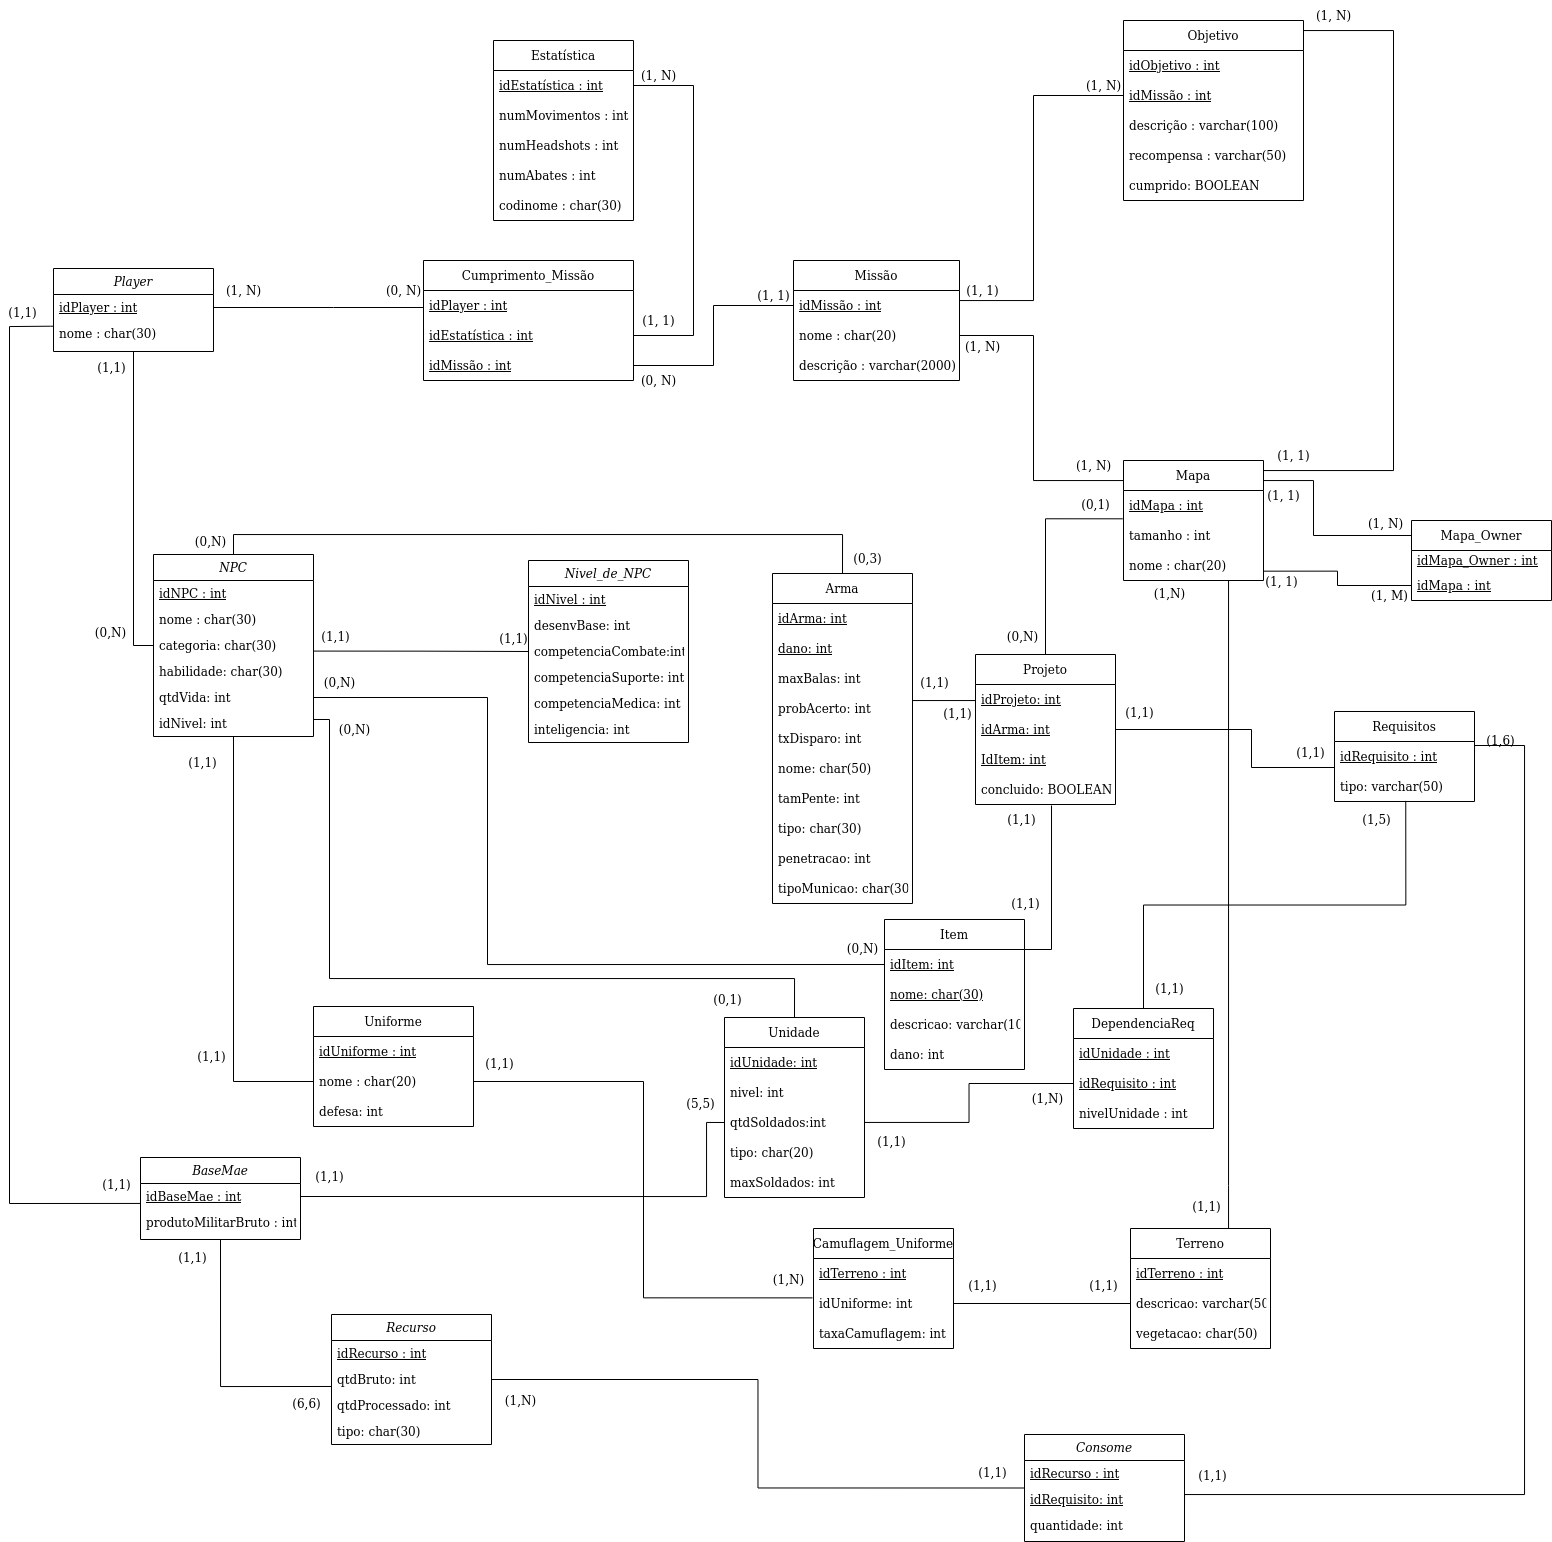 (1, N)
Objetivo
idObjetivo : int
idMissão : int
descrição : varchar(100)
recompensa : varchar(50)
cumprido: BOOLEAN
(1, N)
Estatística
idEstatística : int
numMovimentos : int
numHeadshots : int
numAbates : int
codinome : char(30)
(1, N)
Player
idPlayer : int
nome : char(30)
(1,1)
(1, N)
(1,1)
(0, N)
Cumprimento_Missão
idPlayer : int
idEstatística : int
idMissão : int
(1, 1)
(0, N)
(1, 1)
Missão
idMissão : int
nome : char(20)
descrição : varchar(2000)
(1, 1)
(1, N)
(1, N)
Mapa
idMapa : int
tamanho : int
nome : char(20)
(1, 1)
(1, 1)
(0,1)
(1, N)
Mapa_Owner
idMapa_Owner : int
idMapa : int
(1, 1)
(1, M)
(1,N)
(0,N)
NPC
idNPC : int
nome : char(30)
categoria: char(30)
habilidade: char(30)
qtdVida: int
idNivel: int
(0,N)
(1,1)
(0,N)
(0,N)
(1,1)
(1,1)
Nivel_de_NPC
idNivel : int
desenvBase: int
competenciaCombate:int
competenciaSuporte: int
competenciaMedica: int
inteligencia: int
(0,3)
Arma
idArma: int
dano: int
maxBalas: int
probAcerto: int
txDisparo: int
nome: char(50)
tamPente: int
tipo: char(30)
penetracao: int
tipoMunicao: char(30
(1,1)
(0,N)
(1,1)
Projeto
idProjeto: int
idArma: int
IdItem: int
concluido: BOOLEAN
(1,1)
(1,1)
(1,1)
Requisitos
idRequisito : int
tipo: varchar(50)
(1,6)
(1,5)
(1,1)
(0,N)
Item
idItem: int
nome: char(30)
descricao: varchar(10
dano: int
(1,1)
DependenciaReq
idUnidade : int
idRequisito : int
nivelUnidade : int
(1,N)
(0,1)
Unidade
idUnidade: int
nivel: int
qtdSoldados:int
tipo: char(20)
maxSoldados: int
(5,5)
(1,1)
(1,1)
Uniforme
idUniforme : int
nome : char(20)
defesa: int
(1,1)
(1,1)
BaseMae
idBaseMae : int
produtoMilitarBruto : int
(1,1)
(1,1)
(1,N)
Camuflagem_Uniforme
idTerreno : int
idUniforme: int
taxaCamuflagem: int
(1,1)
(1,1)
(1,1)
Terreno
idTerreno : int
descricao: varchar(50
vegetacao: char(50)
(6,6)
Recurso
idRecurso : int
qtdBruto: int
qtdProcessado: int
tipo: char(30)
(1,N)
(1,1)
Consome
idRecurso : int
idRequisito: int
quantidade: int
(1,1)